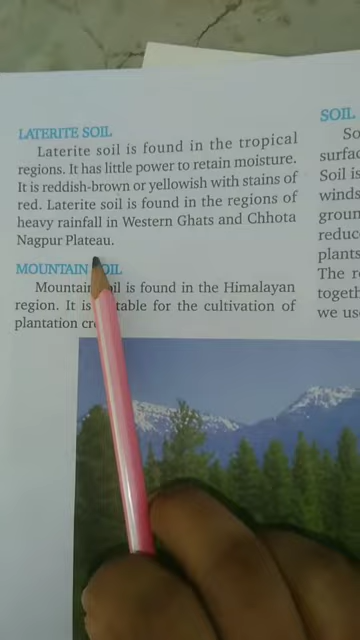 LATERITE SOIL
Laterite soil is found in the tropical
regions. It has little power to retain moisture.
It is reddish-brown or yellowish with stains of
red. Laterite soil is found in the regions of
heavy rainfall in Western Ghats and Chhota
Nagpur Plateau.
MOUNTAIN SOIL
Mountain soil is found in the Himalayan
region. It is suitable for the cultivation of
plantation
SOIL
So
surfac
Soil is
winds
groun
reduc
plants
The r
togeth
we us